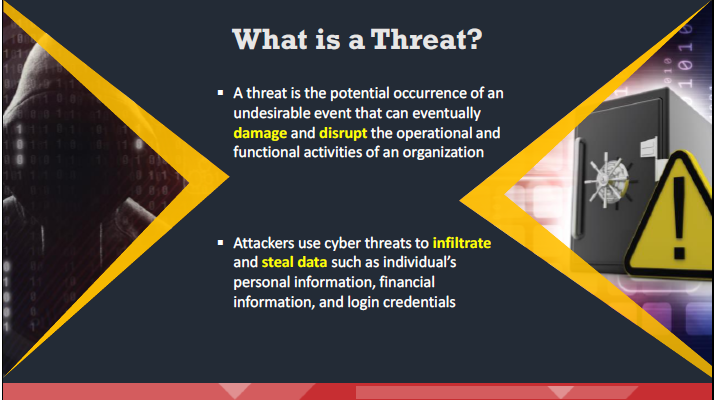 What is a Threat?
▪ A threat is the potential occurrence of an
undesirable event that can eventually
damage and disrupt the operational and
functional activities of an organization
▪ Attackers use cyber threats to infiltrate
and steal data such as individual’s
personal information, financial
information, and login credentials